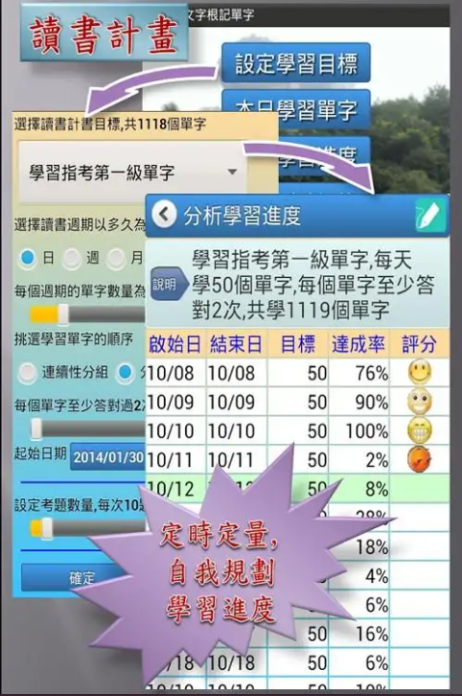 讀書計畫
文字根記單字
設定學習目標
本日學習單字
選擇讀書計畫目標,共1118個單字
學習指考第一級單字
選擇讀書週期以多久為
日 週 月
每個週期的單字數量為
挑選學習單字的順序
連續性分組
每個單字至少答對過2
起始日期 2014/01/30
設定考題數量,每次10
確定
分析學習進度
說明
學習指考第一級單字,每天
學50個單字,每個單字至少答
對2次,共學1119個單字
啟始日 結束日 目標 達成率 評分
10/08 10/08 50 76%
10/09 10/09 50 90%
10/10 10/10 50 100%
10/11 10/11 50 2%
10/12 50 8%
18%
4%
6%
50 16%
10/18 50 6%
定時定量,
自我規劃
學習進度